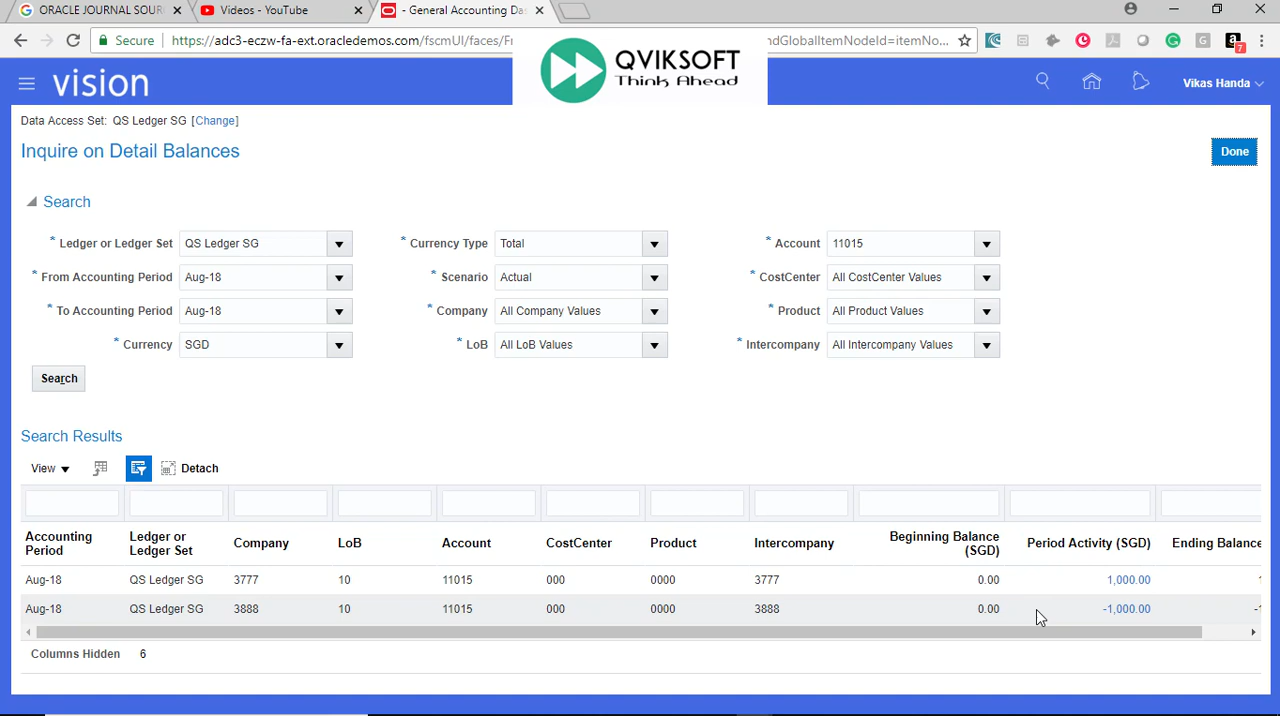 ORACLE JOURNAL SOUR
Videos - YouTube
- General Accounting Das
Secure
https://adc3-eczw-fa-ext.oracledemos.com/fscmUI/faces/F
ndGlobalItemNodeId=itemNo...
7
QVIKSOFT
Think Ahead
vision
Vikas Handa
Data Access Set: QS Ledger SG [Change]
Inquire on Detail Balances
Done
Search
* Ledger or Ledger Set QS Ledger SG
* Currency Type Total
* Account 11015
* From Accounting Period Aug-18
* Scenario Actual
* CostCenter All CostCenter Values
* To Accounting Period Aug-18
* Company All Company Values
* Product All Product Values
* Currency SGD
* LoB All LoB Values
* Intercompany All Intercompany Values
Search
Search Results
View
Detach
Accounting Period
Ledger or Ledger Set
Company
LoB
Account
CostCenter
Product
Intercompany
Beginning Balance (SGD)
Period Activity (SGD)
Ending Balance
Aug-18 QS Ledger SG 3777 10 11015 000 0000 3777 0.00 1,000.00
Aug-18 QS Ledger SG 3888 10 11015 000 0000 3888 0.00 -1,000.00
Columns Hidden 6